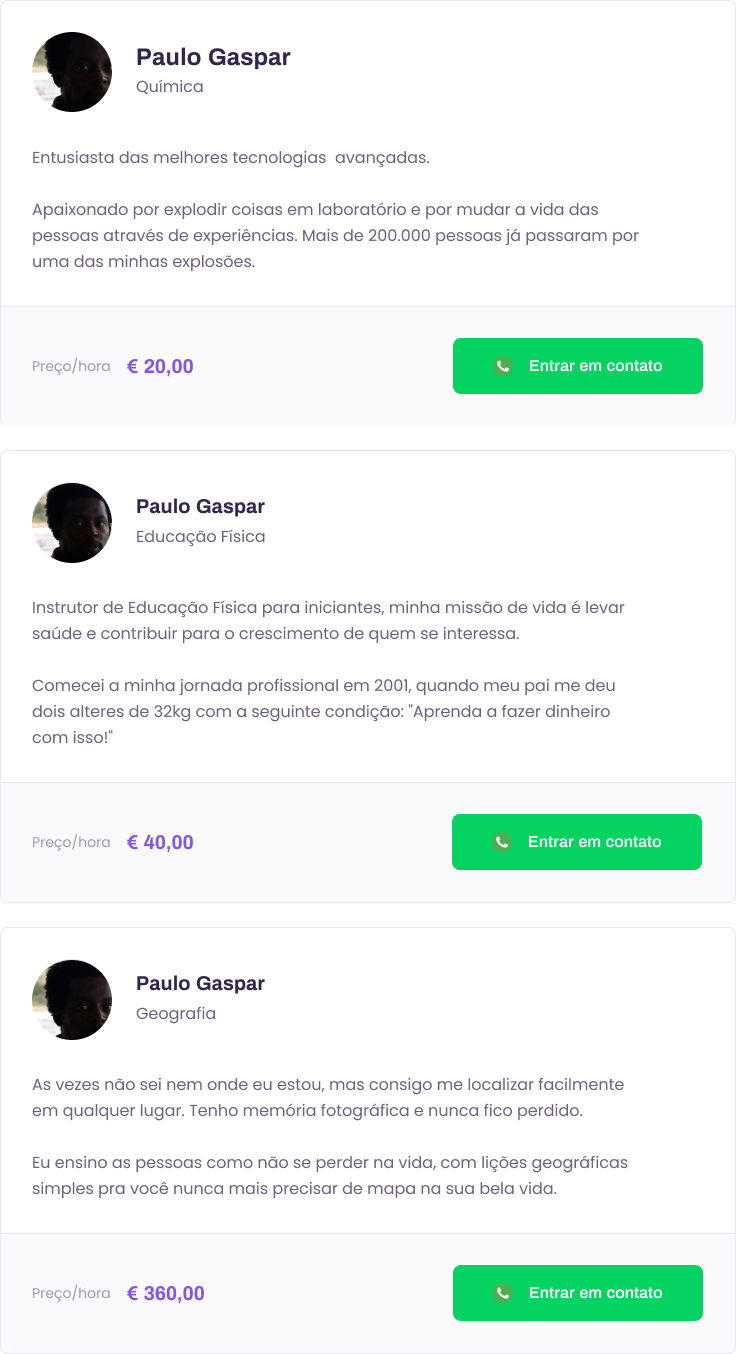 Paulo Gaspar
Química
Entusiasta das melhores tecnologias  avançadas.
Apaixonado por explodir coisas em laboratório e por mudar a vida das
pessoas através de experiências. Mais de 200.000 pessoas já passaram por
uma das minhas explosões.
Preço/hora € 20,00 Entrar em contato
Paulo Gaspar
Educação Física
Instrutor de Educação Física para iniciantes, minha missão de vida é levar
saúde e contribuir para o crescimento de quem se interessa.
Comecei a minha jornada profissional em 2001, quando meu pai me deu
dois alteres de 32kg com a seguinte condição: "Aprenda a fazer dinheiro
com isso!"
Preço/hora € 40,00 Entrar em contato
Paulo Gaspar
Geografia
As vezes não sei nem onde eu estou, mas consigo me localizar facilmente
em qualquer lugar. Tenho memória fotográfica e nunca fico perdido.
Eu ensino as pessoas como não se perder na vida, com lições geográficas
simples pra você nunca mais precisar de mapa na sua bela vida.
Preço/hora € 360,00 Entrar em contato